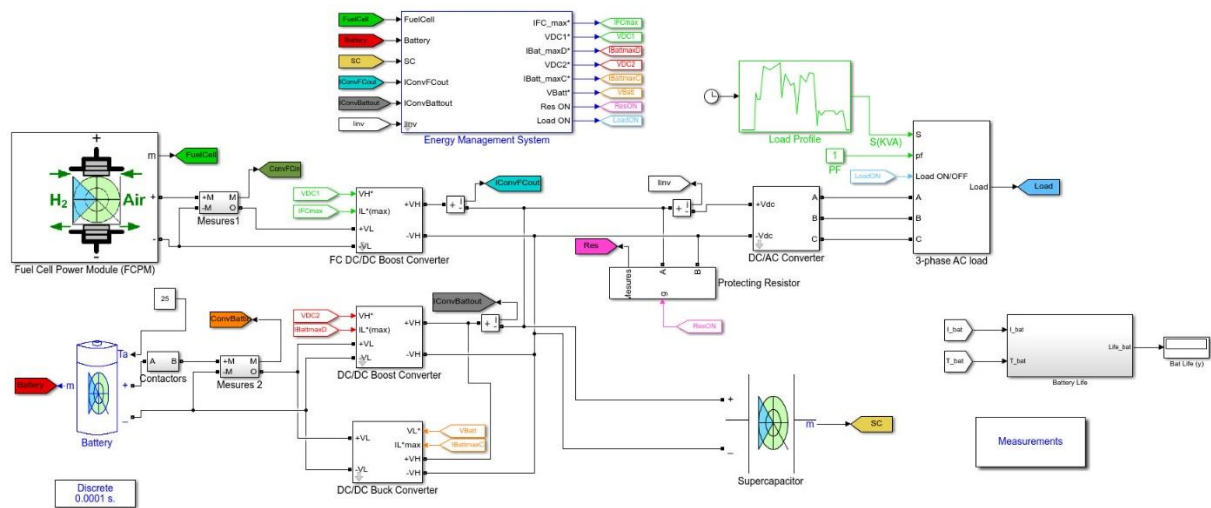 FuelCell
Battery
SC
IConvFCout
IConvBattout
Iinv
FuelCell
Battery
SC
IConvFCout
IConvBattout
Iinv
IFC_max*
VDC1*
IBat_maxD*
VDC2*
IBatt_maxC*
VBatt*
Res ON
Load ON
IFCmax
VDC1
IBattmaxD
VDC2
IBattmaxC
VBatt
ResON
LoadON
Energy Management System
Load Profile
S(KVA)
1
PF
LoadON
S
pf
Load ON/OFF
A
B
C
Load
Load
3-phase AC load
+
H2
Air
-
m
+
-
Fuel Cell Power Module (FCPM)
FuelCell
ConvFCin
+M
-M
M
O
Mesures1
VDC1
IFCmax
VH*
IL*(max)
+VL
-VL
+VH
-VH
FC DC/DC Boost Converter
IConvFCout
+
-
i
Iinv
+
-
i
+Vdc
-Vdc
A
B
C
DC/AC Converter
Res
Mesures
A
B
g
Protecting Resistor
ResON
25
ConvBattin
Ta
m
+
_
Battery
Battery
A
B
Contactors
+M
-M
M
O
Mesures 2
VDC2
IBattmaxD
VH*
IL*(max)
+VL
-VL
+VH
-VH
DC/DC Boost Converter
IConvBattout
+
-
i
+VL
-VL
VL*
IL*max
+VH
-VH
VBatt
IBattmaxC
DC/DC Buck Converter
+
_
m
SC
Supercapacitor
I_bat
T_bat
I_bat
T_bat
Life_bat
Battery Life
Bat Life (y)
Measurements
Discrete
0.0001 s.